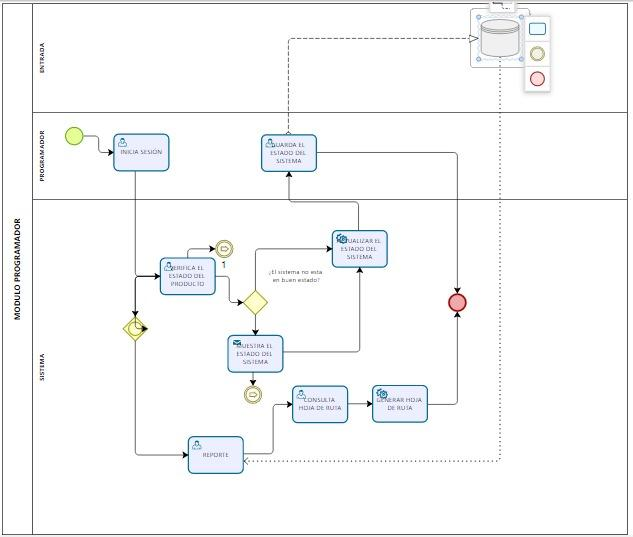 MODULO PROGRAMADOR
ENTRADA
PROGRAMADOR
INICIA SESIÓN
GUARDA EL
ESTADO DEL
SISTEMA
SISTEMA
VERIFICA EL
ESTADO DEL
PRODUCTO
1
¿El sistema no esta
en buen estado?
ACTUALIZAR EL
ESTADO DEL
SISTEMA
MUESTRA EL
ESTADO DEL
SISTEMA
CONSULTA
HOJA DE RUTA
GENERAR HOJA
DE RUTA
REPORTE